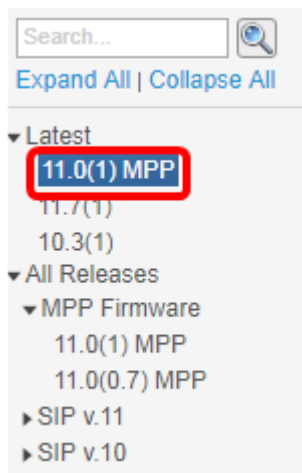 Search...
Expand All | Collapse All
Latest
11.0(1) MPP
11.7(1)
10.3(1)
All Releases
MPP Firmware
11.0(1) MPP
11.0(0.7) MPP
SIP v.11
SIP v.10